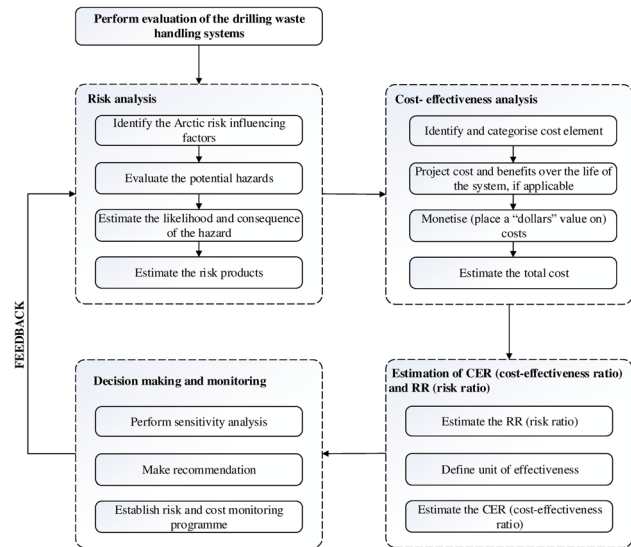 Perform evaluation of the drilling waste
handling systems
Risk analysis
Identify the Arctic risk influencing
factors
Evaluate the potential hazards
Estimate the likelihood and consequence
of the hazard
Estimate the risk products
Cost- effectiveness analysis
Identify and categorise cost element
Project cost and benefits over the life of
the system, if applicable
Monetise (place a “dollars” value on)
costs
Estimate the total cost
FEEDBACK
Decision making and monitoring
Perform sensitivity analysis
Make recommendation
Establish risk and cost monitoring
programme
Estimation of CER (cost-effectiveness ratio)
and RR (risk ratio)
Estimate the RR (risk ratio)
Define unit of effectiveness
Estimate the CER (cost-effectiveness
ratio)